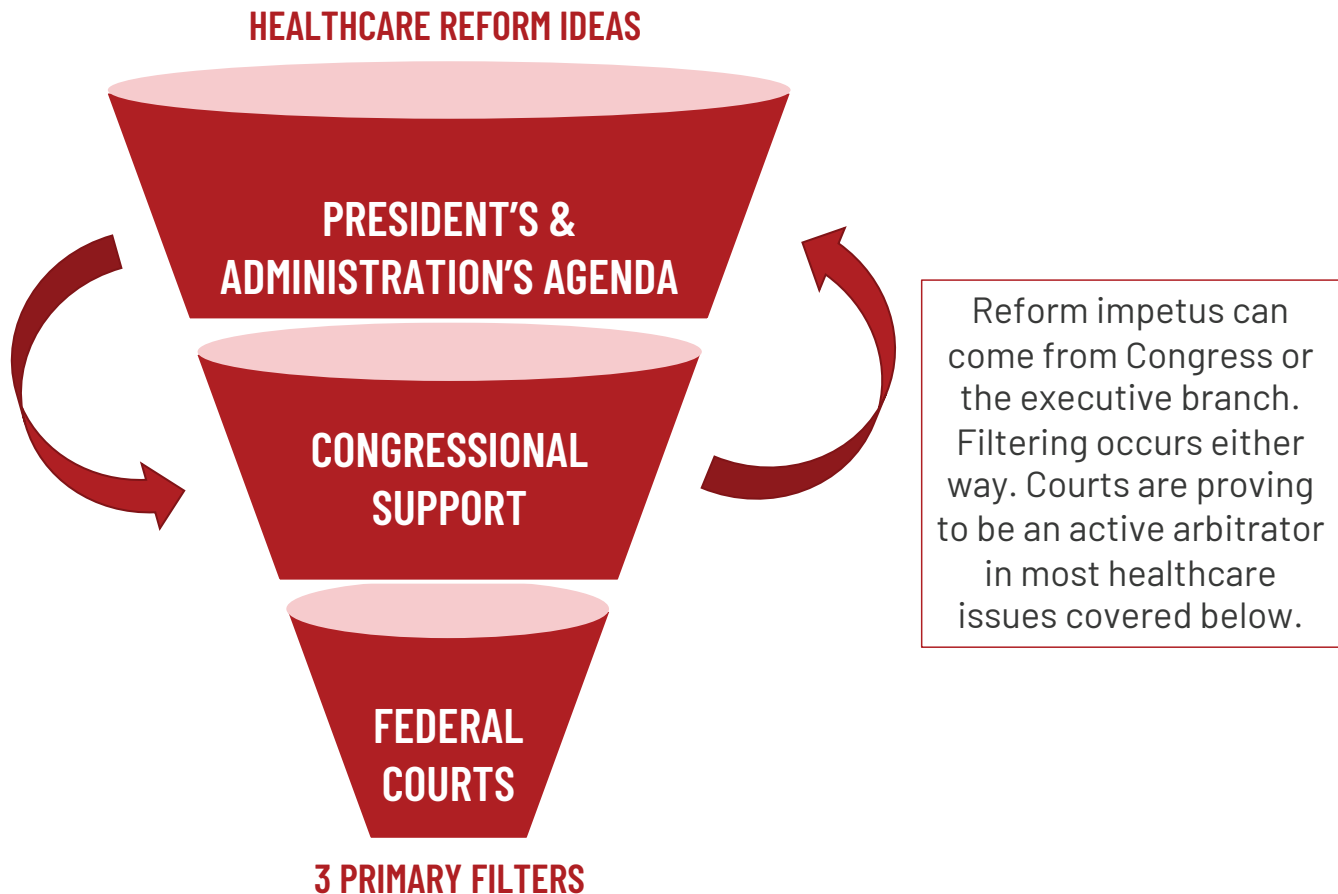 HEALTHCARE REFORM IDEAS
PRESIDENT'S &
ADMINISTRATION'S AGENDA
CONGRESSIONAL
SUPPORT
FEDERAL
COURTS
3 PRIMARY FILTERS
Reform impetus can
come from Congress or
the executive branch.
Filtering occurs either
way. Courts are proving
to be an active arbitrator
in most healthcare
issues covered below.